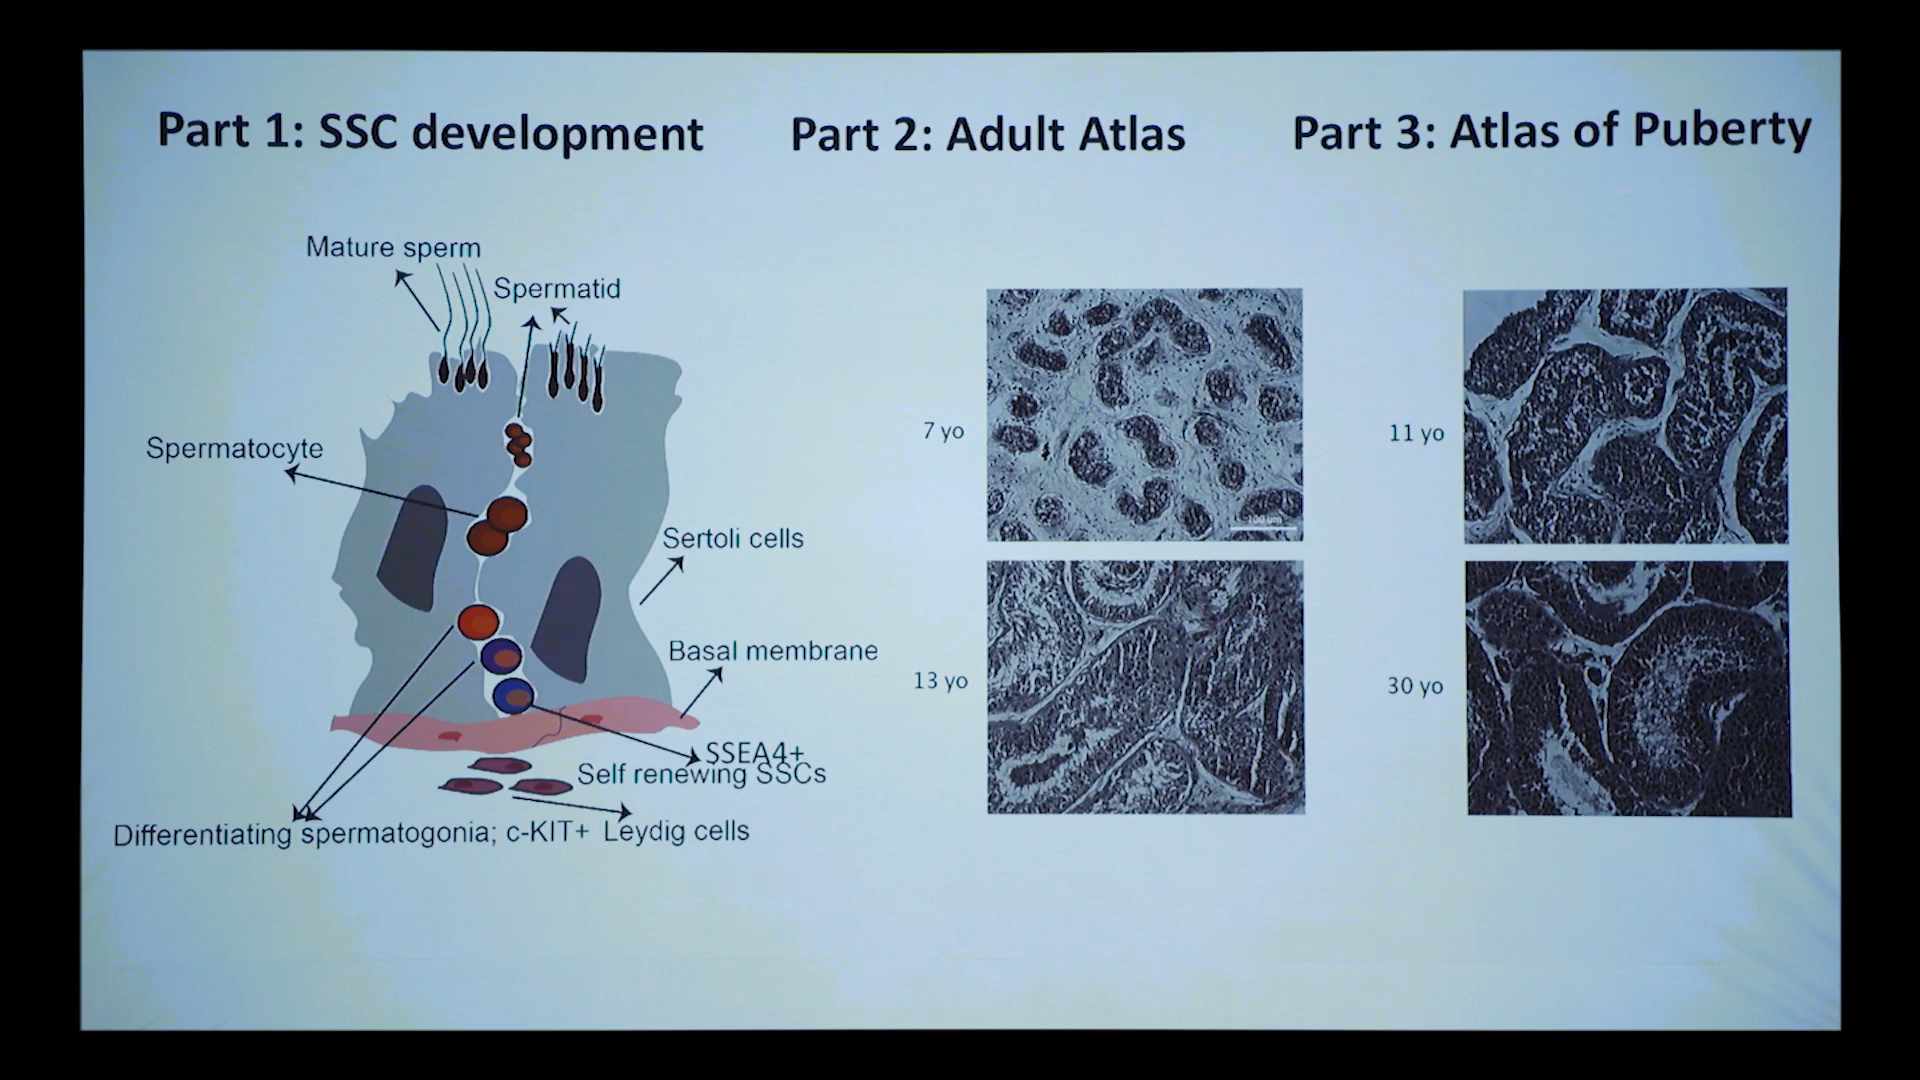 Part 1: SSC development
Part 2: Adult Atlas
Part 3: Atlas of Puberty
Mature sperm
Spermatid
Spermatocyte
Sertoli cells
Basal membrane
SSEA4+
Self renewing SSCs
Differentiating spermatogonia; c-KIT+
Leydig cells
7 yo
100 um
11 yo
13 yo
30 yo